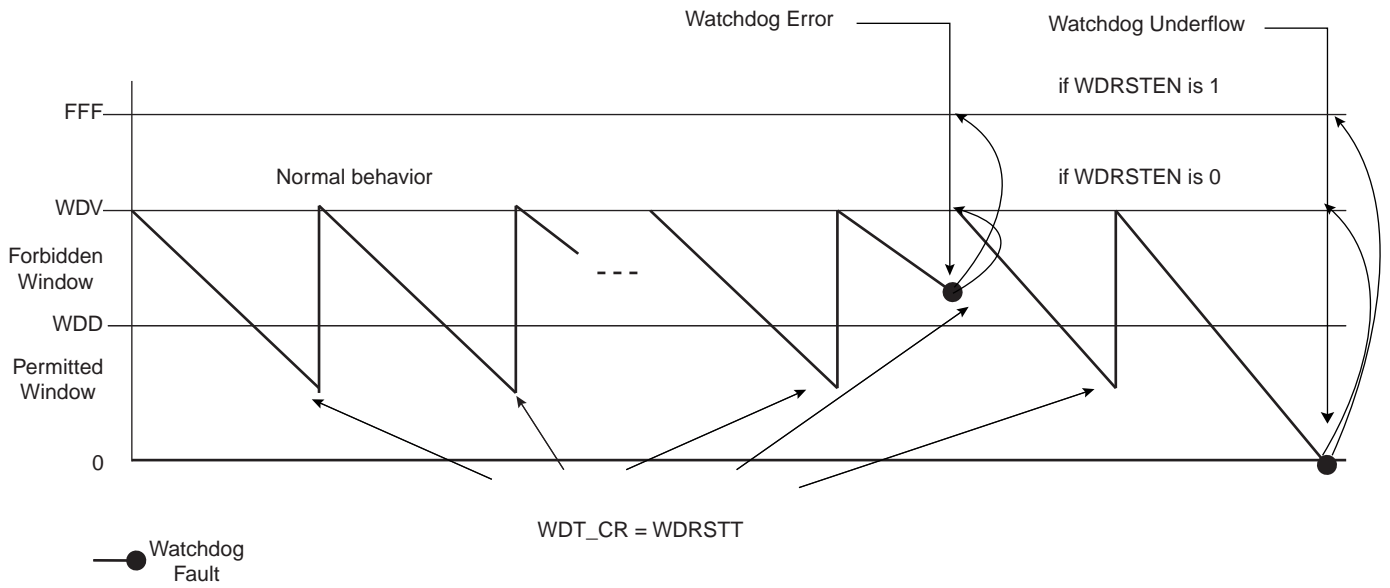 Watchdog Error
Watchdog Underflow
if WDRSTEN is 1
FFF
Normal behavior
if WDRSTEN is 0
WDV
Forbidden
Window
WDD
Permitted
Window
0
WDT_CR = WDRSTT
Watchdog
Fault